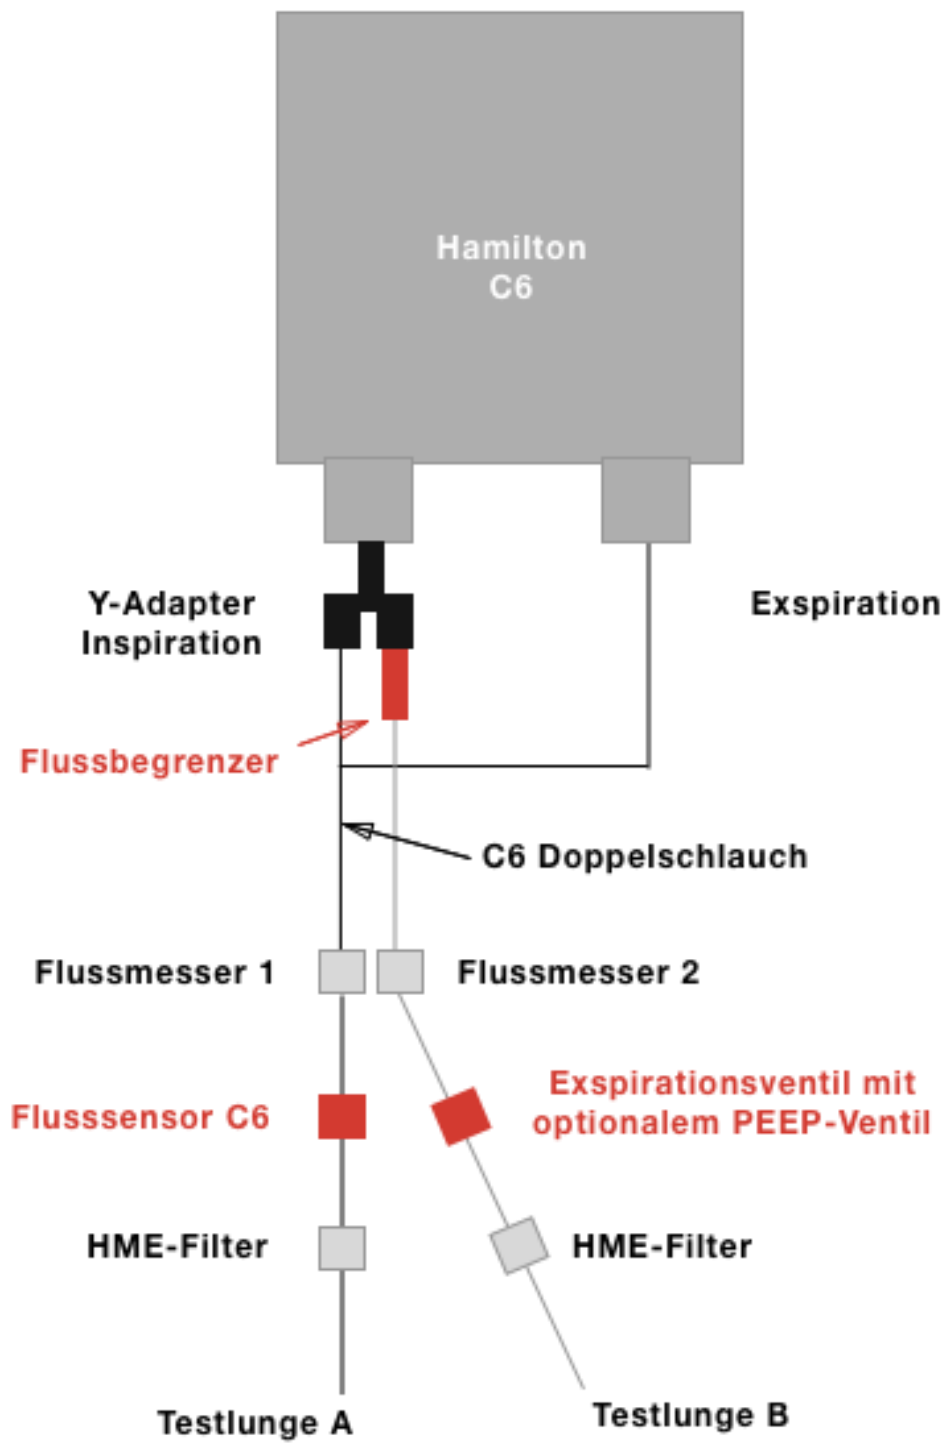 Hamilton
C6
Y-Adapter
Inspiration
Exspiration
Flussbegrenzer
C6 Doppelschlauch
Flussmesser 1
Flussmesser 2
Flusssensor C6
Exspirationsventil mit
optionalem PEEP-Ventil
HME-Filter
HME-Filter
Testlunge A
Testlunge B